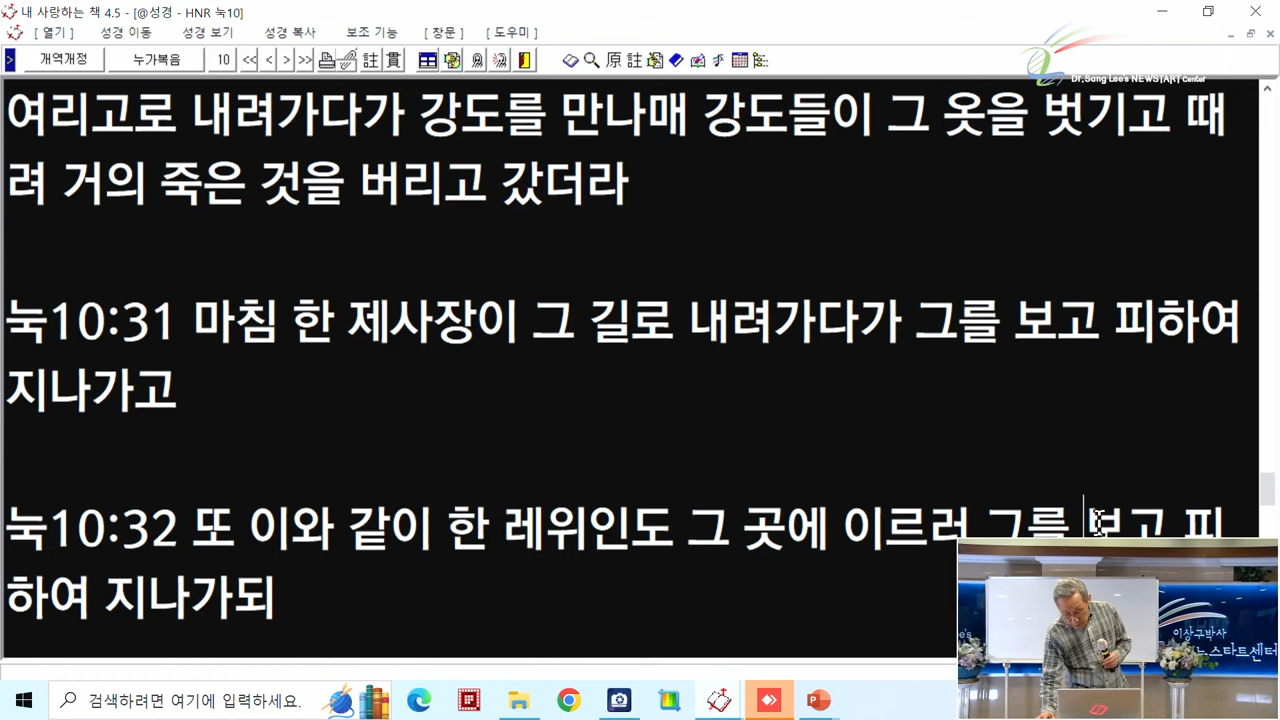 내 사랑하는 책 4.5 - [@성경 - HNR 눅10]
[ 열기 ] 성경 이동 성경 보기 성경 복사 보조 기능 [ 창문 ] [ 도우미 ]
> 개역개정 누가복음 10 << < > >> 註 貫 原 註
Dr.Sang Lee's NEWSTART Center
여리고로 내려가다가 강도를 만나매 강도들이 그 옷을 벗기고 때
려 거의 죽은 것을 버리고 갔더라
눅10:31 마침 한 제사장이 그 길로 내려가다가 그를 보고 피하여
지나가고
눅10:32 또 이와 같이 한 레위인도 그 곳에 이르러 그를 보고 피
하여 지나가되
이상구박사
뉴스타트센터
검색하려면 여기에 입력하세요.